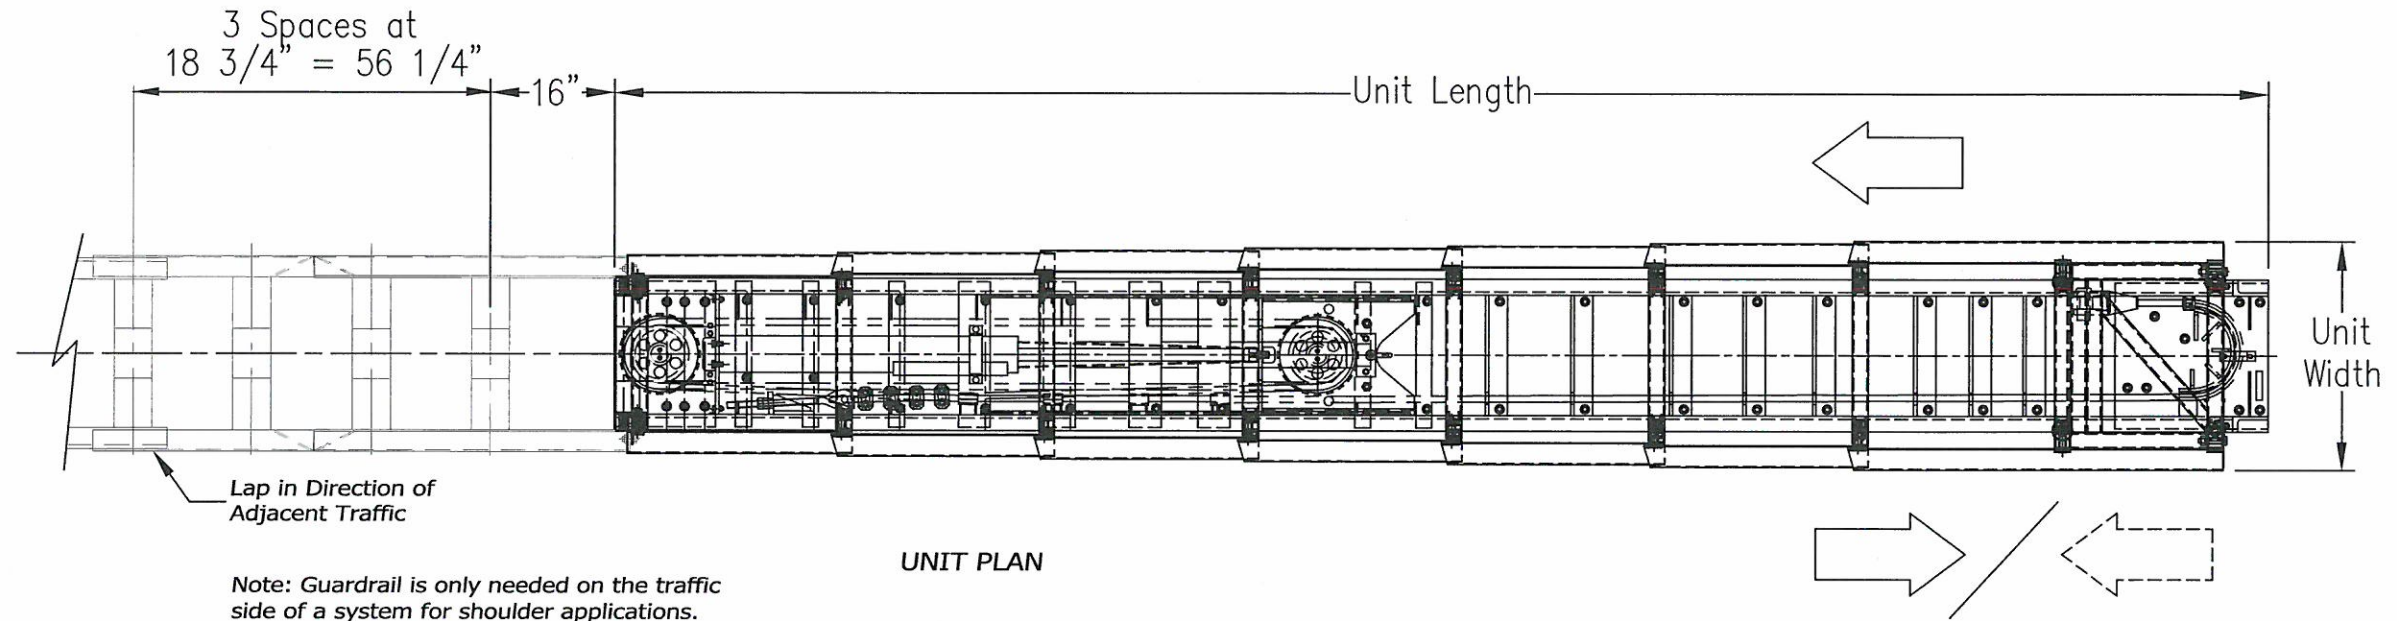 3 Spaces at
18 3/4" = 56 1/4"
16"
Unit Length
Unit
Width
Lap in Direction of
Adjacent Traffic
UNIT PLAN
Note: Guardrail is only needed on the traffic
side of a system for shoulder applications.